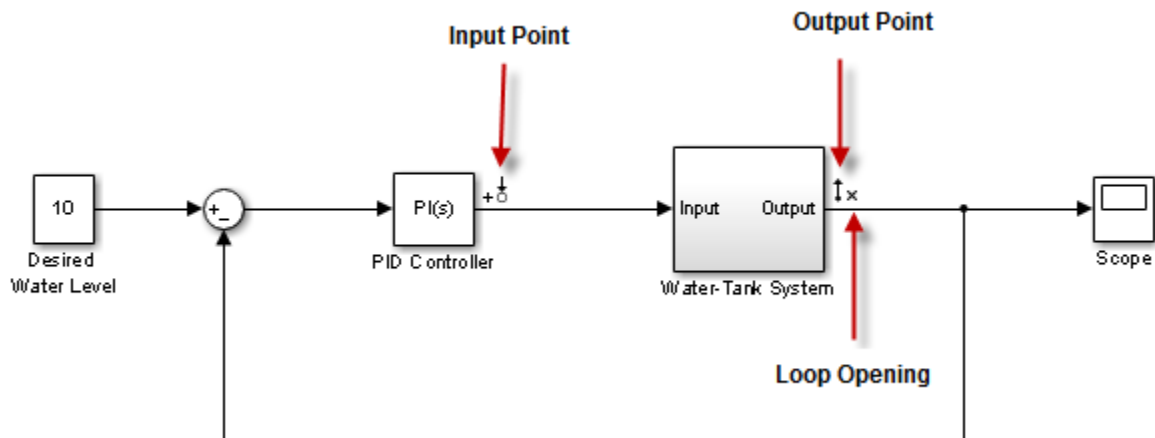 Input Point
Output Point
10
+
−
PI(s)
+
Input
Output
x
Desired
Water Level
PID Controller
Water-Tank System
Scope
Loop Opening